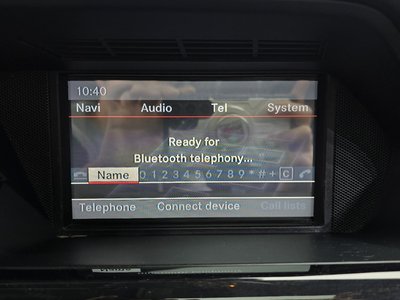 10:40
Navi Audio Tel System
Ready for
Bluetooth telephony...
Name 0 1 2 3 4 5 6 7 8 9 * # + C
Telephone Connect device Call lists